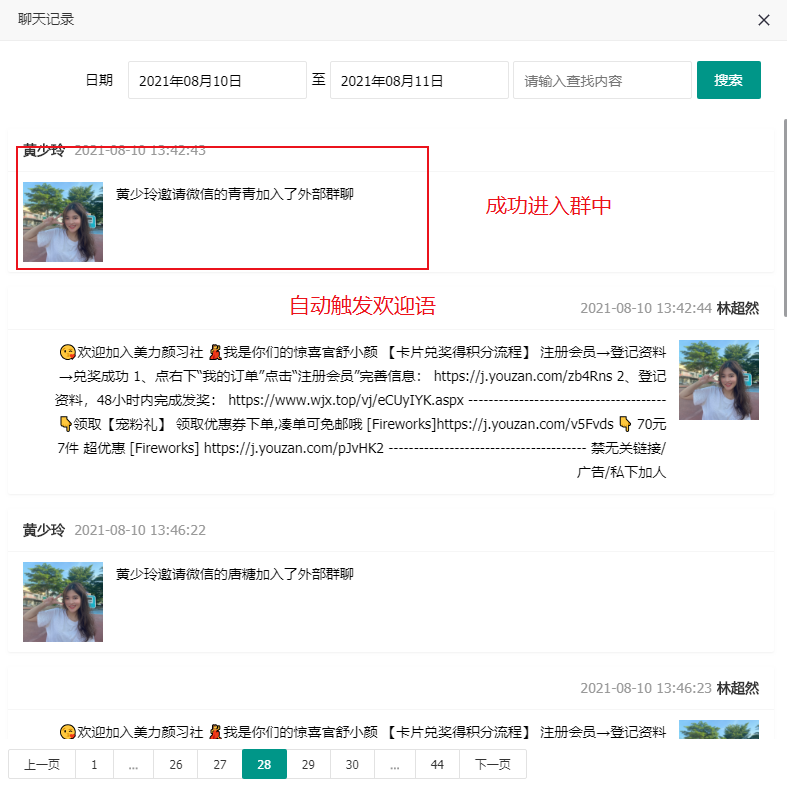 聊天记录
日期 2021年08月10日 至 2021年08月11日 请输入查找内容 搜索
黄少玲 2021-08-10 13:42:43
黄少玲邀请微信的青青加入了外部群聊
成功进入群中
自动触发欢迎语
2021-08-10 13:42:44 林超然
😘欢迎加入美力颜习社 💃我是你们的惊喜官舒小颜 【卡片兑奖得积分流程】 注册会员→登记资料
→兑奖成功 1、点右下“我的订单”点击“注册会员”完善信息： https://j.youzan.com/zb4Rns 2、登记
资料，48小时内完成发奖： https://www.wjx.top/vj/eCUyIYK.aspx ---------------------------------------
👇领取【宠粉礼】 领取优惠券下单,凑单可免邮哦 [Fireworks]https://j.youzan.com/v5Fvds 👇 70元
7件 超优惠 [Fireworks] https://j.youzan.com/pJvHK2 --------------------------------------- 禁无关链接/
广告/私下加人
黄少玲 2021-08-10 13:46:22
黄少玲邀请微信的唐糖加入了外部群聊
2021-08-10 13:46:23 林超然
😘欢迎加入美力颜习社 💃我是你们的惊喜官舒小颜 【卡片兑奖得积分流程】 注册会员→登记资料
上一页 1 ... 26 27 28 29 30 ... 44 下一页